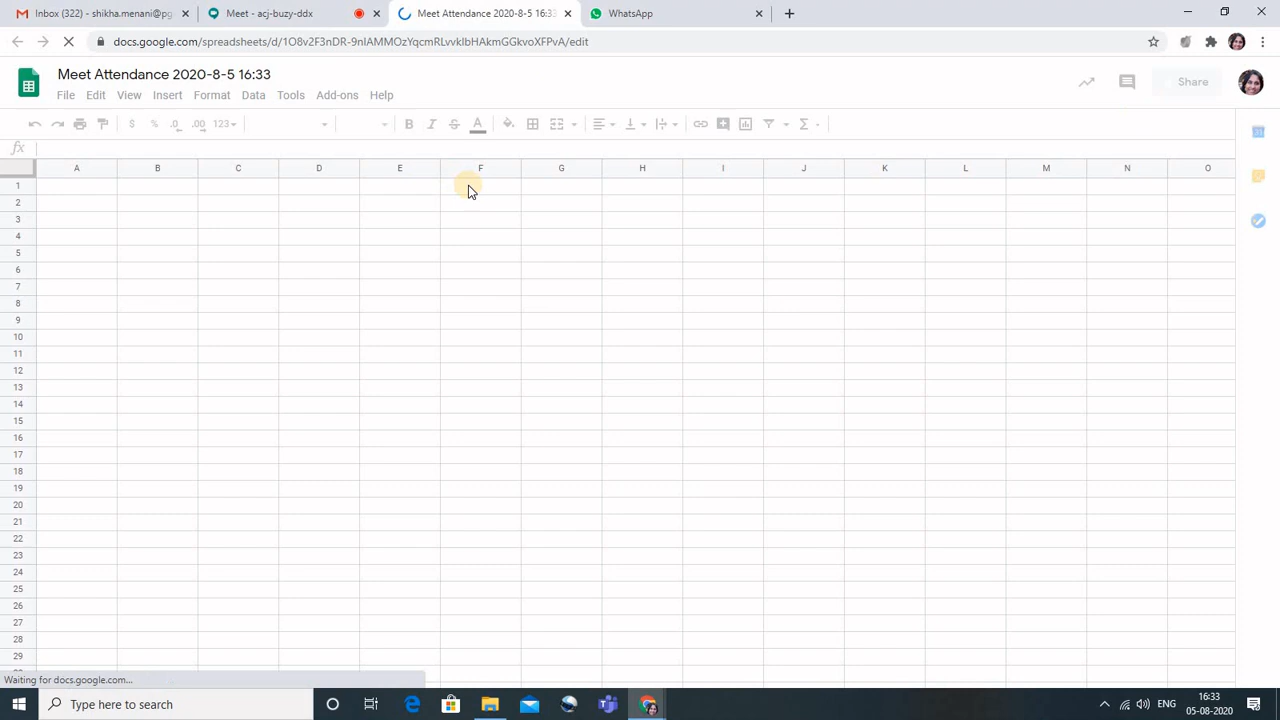 Inbox (322) - shikha.menani@pg
Meet - acj-buzy-ddx
Meet Attendance 2020-8-5 16:33
WhatsApp
docs.google.com/spreadsheets/d/1O8v2F3nDR-9nlAMMOzYqcmRLvvklbHAkmGGkvoXFPvA/edit
Meet Attendance 2020-8-5 16:33
Share
File Edit View Insert Format Data Tools Add-ons Help
$ % .0 .00 123 B I S A Σ
fx
A B C D E F G H I J K L M N O
1
2
3
4
5
6
7
8
9
10
11
12
13
14
15
16
17
18
19
20
21
22
23
24
25
26
27
28
29
Waiting for docs.google.com...
Type here to search
ENG
16:33
05-08-2020